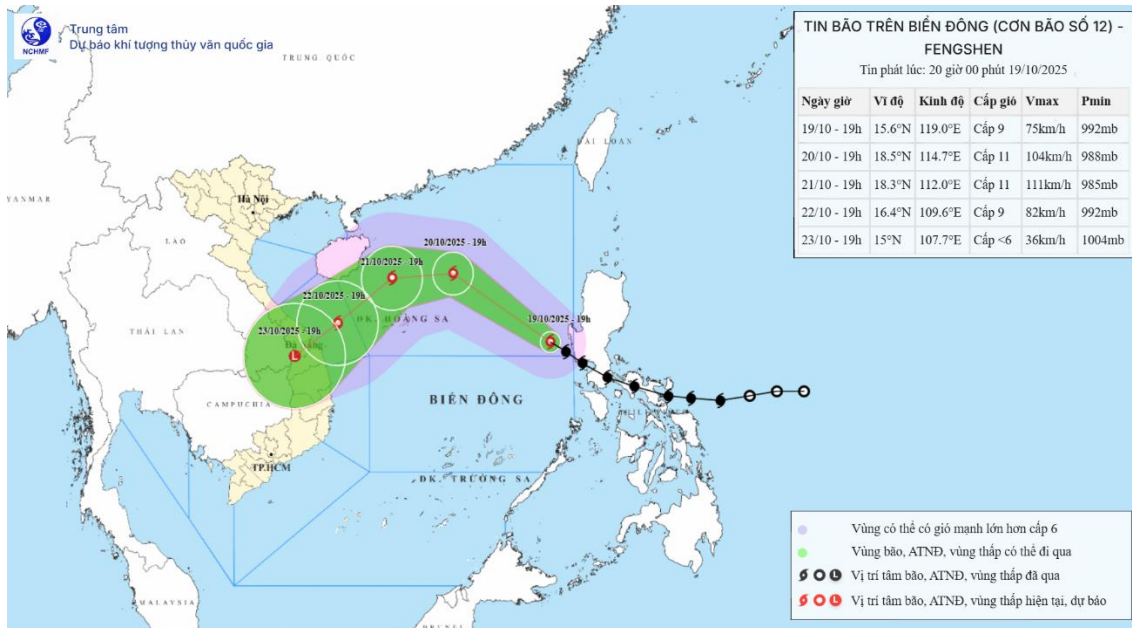 NCHMF
Trung tâm
Dự báo khí tượng thủy văn quốc gia
TIN BÃO TRÊN BIỂN ĐÔNG (CƠN BÃO SỐ 12) -
FENGSHEN
Tin phát lúc: 20 giờ 00 phút 19/10/2025
Ngày giờ Vĩ độ Kinh độ Cấp gió Vmax Pmin
19/10 - 19h 15.6°N 119.0°E Cấp 9 75km/h 992mb
20/10 - 19h 18.5°N 114.7°E Cấp 11 104km/h 988mb
21/10 - 19h 18.3°N 112.0°E Cấp 11 111km/h 985mb
22/10 - 19h 16.4°N 109.6°E Cấp 9 82km/h 992mb
23/10 - 19h 15°N 107.7°E Cấp <6 36km/h 1004mb
TRUNG QUỐC
ĐÀI LOAN
YANMAR
Hà Nội
LÀO
20/10/2025 - 19h
21/10/2025 - 19h
22/10/2025 - 19h
19/10/2025 - 19h
ĐK. HOÀNG SA
23/10/2025 - 19h
THÁI LAN
Đà Nẵng
L
BIỂN ĐÔNG
CAMPUCHIA
TP.HCM
ĐK. TRƯỜNG SA
MALAYSIA
Vùng có thể có gió mạnh lớn hơn cấp 6
Vùng bão, ATNĐ, vùng thấp có thể đi qua
L Vị trí tâm bão, ATNĐ, vùng thấp đã qua
L Vị trí tâm bão, ATNĐ, vùng thấp hiện tại, dự báo